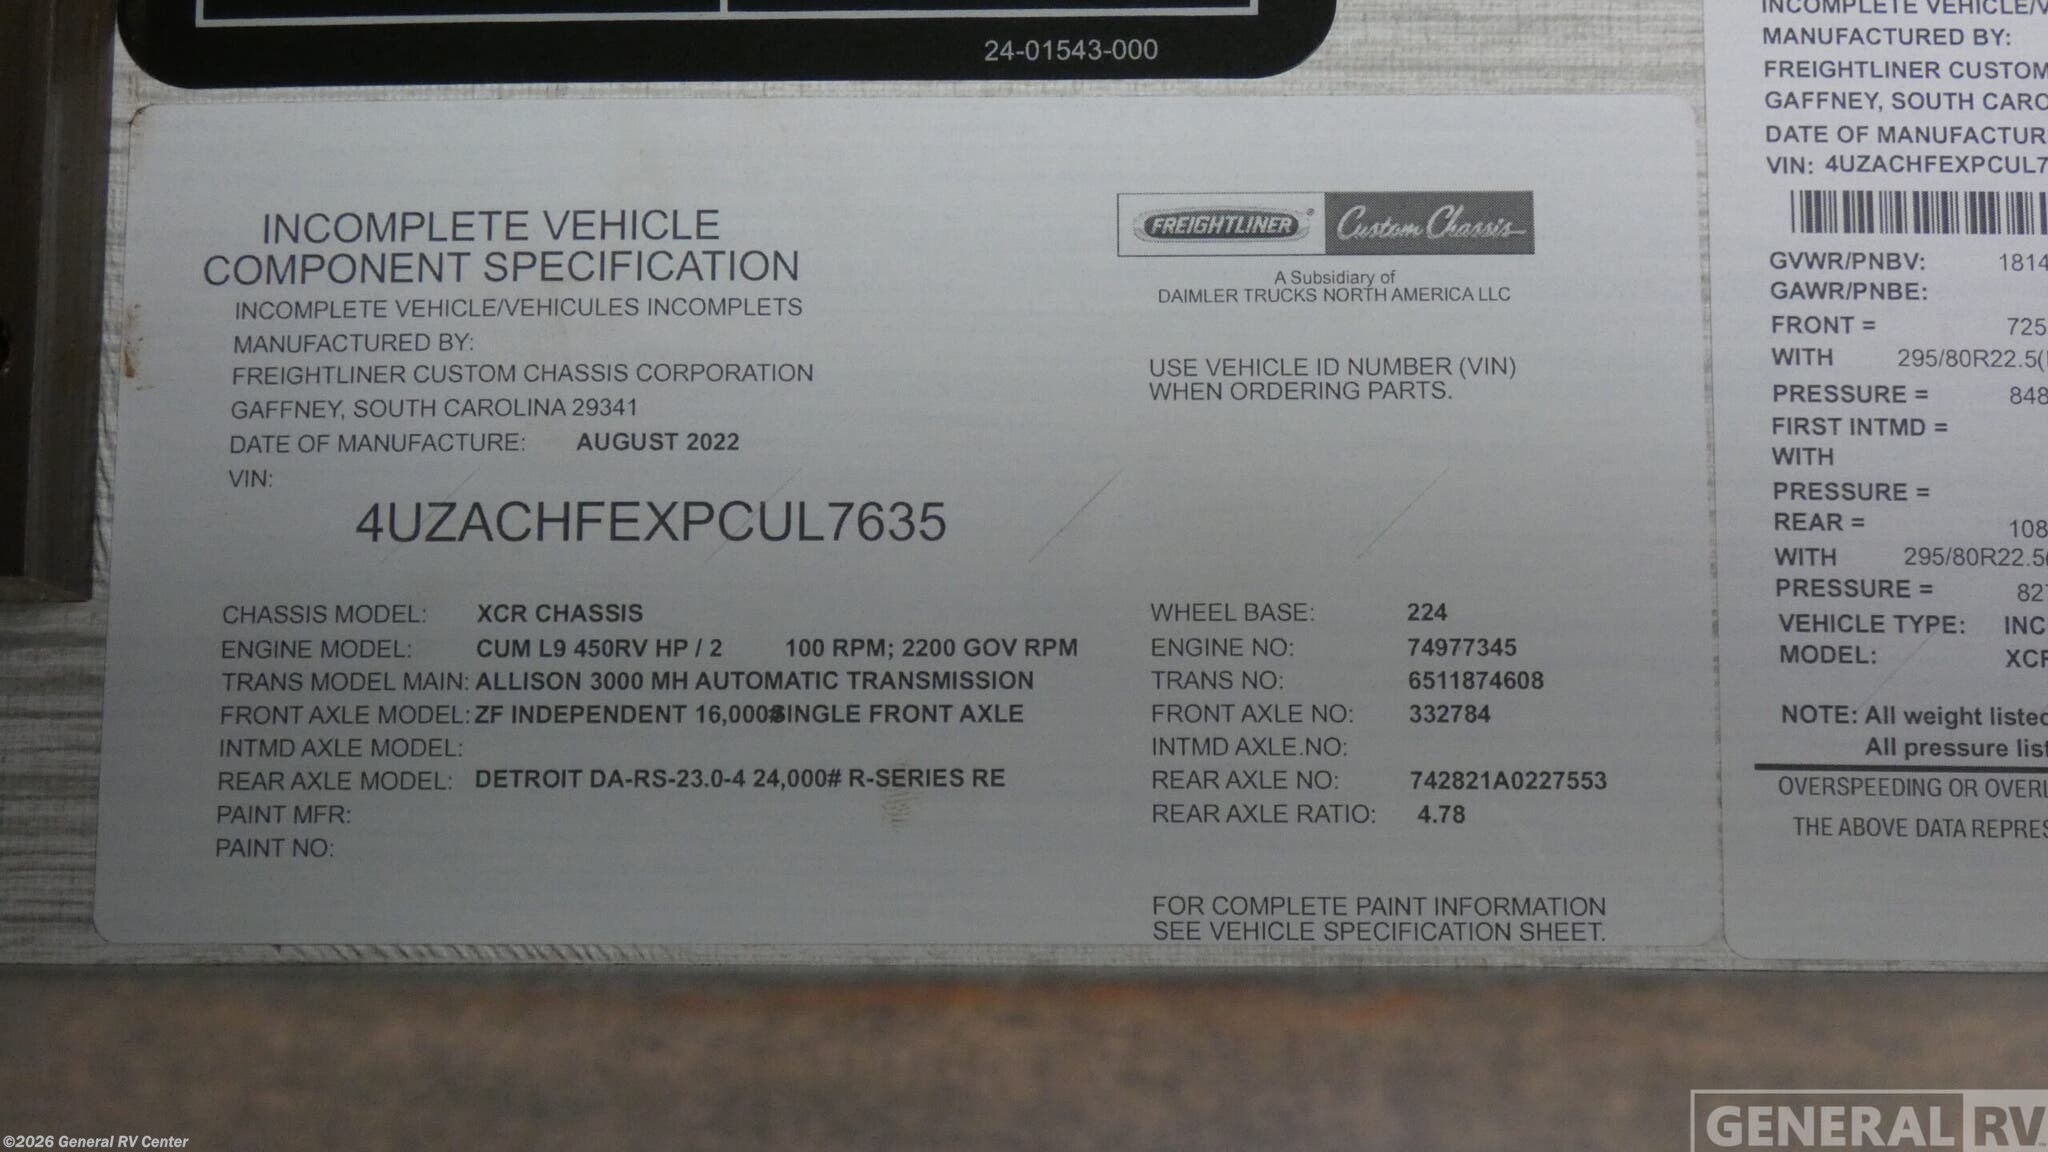 24-01543-000
INCOMPLETE VEHICLE
COMPONENT SPECIFICATION
INCOMPLETE VEHICLE/VEHICULES INCOMPLETS
MANUFACTURED BY:
FREIGHTLINER CUSTOM CHASSIS CORPORATION
GAFFNEY, SOUTH CAROLINA 29341
DATE OF MANUFACTURE: AUGUST 2022
VIN:
4UZACHFEXPCUL7635
FREIGHTLINER Custom Chassis
A Subsidiary of
DAIMLER TRUCKS NORTH AMERICA LLC
USE VEHICLE ID NUMBER (VIN)
WHEN ORDERING PARTS.
CHASSIS MODEL: XCR CHASSIS
ENGINE MODEL: CUM L9 450RV HP / 2 100 RPM; 2200 GOV RPM
TRANS MODEL MAIN: ALLISON 3000 MH AUTOMATIC TRANSMISSION
FRONT AXLE MODEL: ZF INDEPENDENT 16,000# SINGLE FRONT AXLE
INTMD AXLE MODEL:
REAR AXLE MODEL: DETROIT DA-RS-23.0-4 24,000# R-SERIES RE
PAINT MFR:
PAINT NO:
WHEEL BASE: 224
ENGINE NO: 74977345
TRANS NO: 6511874608
FRONT AXLE NO: 332784
INTMD AXLE.NO:
REAR AXLE NO: 742821A0227553
REAR AXLE RATIO: 4.78
FOR COMPLETE PAINT INFORMATION
SEE VEHICLE SPECIFICATION SHEET.
INCOMPLETE VEHICLE/V
MANUFACTURED BY:
FREIGHTLINER CUSTOM
GAFFNEY, SOUTH CARO
DATE OF MANUFACTUR
VIN: 4UZACHFEXPCUL7
GVWR/PNBV: 1814
GAWR/PNBE:
FRONT = 725
WITH 295/80R22.5(
PRESSURE = 848
FIRST INTMD =
WITH
PRESSURE =
REAR = 108
WITH 295/80R22.5
PRESSURE = 827
VEHICLE TYPE: INC
MODEL: XCR
NOTE: All weight listed
All pressure list
OVERSPEEDING OR OVERL
THE ABOVE DATA REPRES
©2026 General RV Center
GENERAL RV